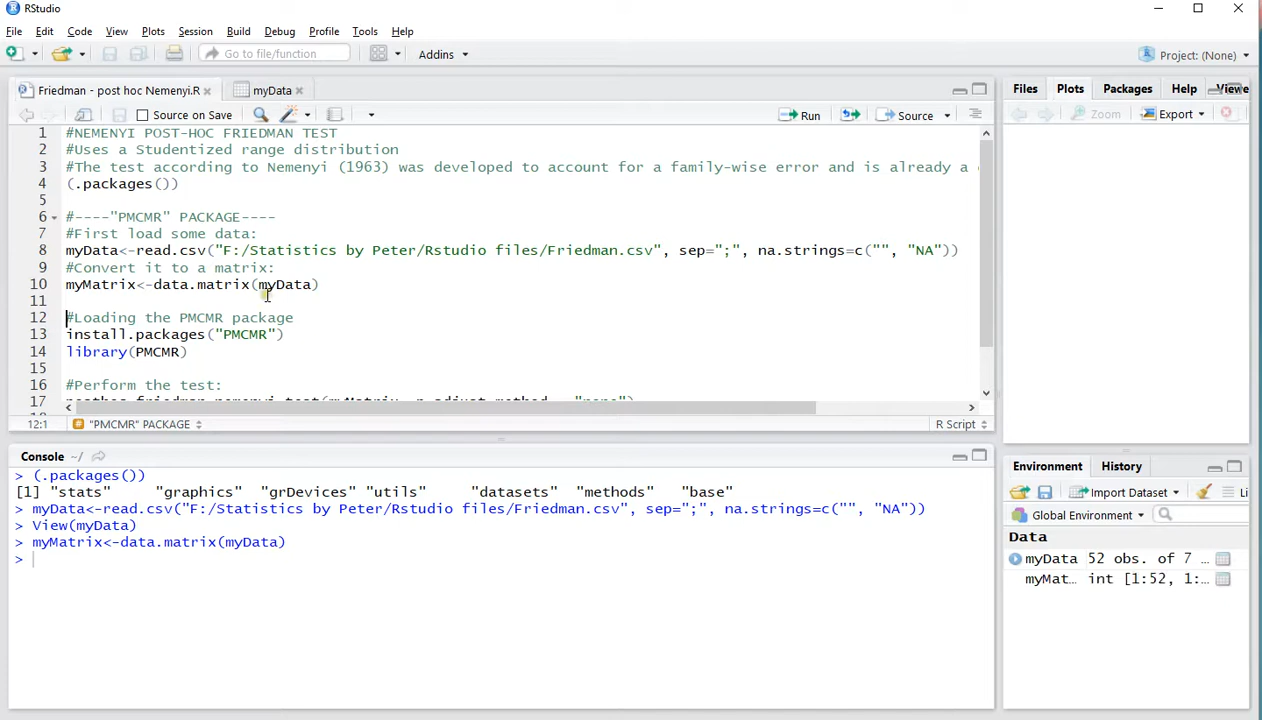 RStudio
File Edit Code View Plots Session Build Debug Profile Tools Help
Go to file/function Addins Project: (None)
Friedman - post hoc Nemenyi.R myData
Source on Save Run Source
1 #NEMENYI POST-HOC FRIEDMAN TEST
2 #Uses a Studentized range distribution
3 #The test according to Nemenyi (1963) was developed to account for a family-wise error and is already a
4 (.packages())
5
6 #----"PMCMR" PACKAGE----
7 #First load some data:
8 myData<-read.csv("F:/Statistics by Peter/Rstudio files/Friedman.csv", sep=";", na.strings=c("", "NA"))
9 #Convert it to a matrix:
10 myMatrix<-data.matrix(myData)
11
12 #Loading the PMCMR package
13 install.packages("PMCMR")
14 library(PMCMR)
15
16 #Perform the test:
17
12:1 "PMCMR" PACKAGE R Script
Console ~/
> (.packages())
[1] "stats" "graphics" "grDevices" "utils" "datasets" "methods" "base"
> myData<-read.csv("F:/Statistics by Peter/Rstudio files/Friedman.csv", sep=";", na.strings=c("", "NA"))
> View(myData)
> myMatrix<-data.matrix(myData)
>
Files Plots Packages Help Viewer
Zoom Export
Environment History
Import Dataset Li
Global Environment
Data
myData 52 obs. of 7 ...
myMat… int [1:52, 1:…